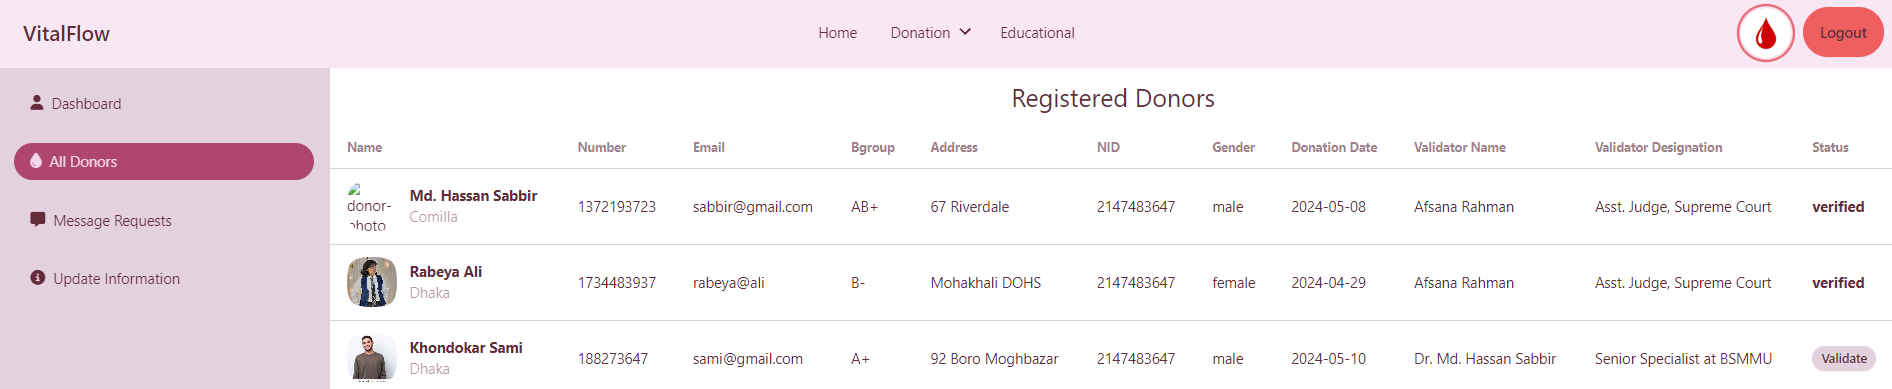 VitalFlow
Home Donation Educational
Logout
Dashboard
All Donors
Message Requests
Update Information
Registered Donors
Name Number Email Bgroup Address NID Gender Donation Date Validator Name Validator Designation Status
donor-
photo
Md. Hassan Sabbir
Comilla
1372193723 sabbir@gmail.com AB+ 67 Riverdale 2147483647 male 2024-05-08 Afsana Rahman Asst. Judge, Supreme Court verified
Rabeya Ali
Dhaka
1734483937 rabeya@ali B- Mohakhali DOHS 2147483647 female 2024-04-29 Afsana Rahman Asst. Judge, Supreme Court verified
Khondokar Sami
Dhaka
188273647 sami@gmail.com A+ 92 Boro Moghbazar 2147483647 male 2024-05-10 Dr. Md. Hassan Sabbir Senior Specialist at BSMMU Validate